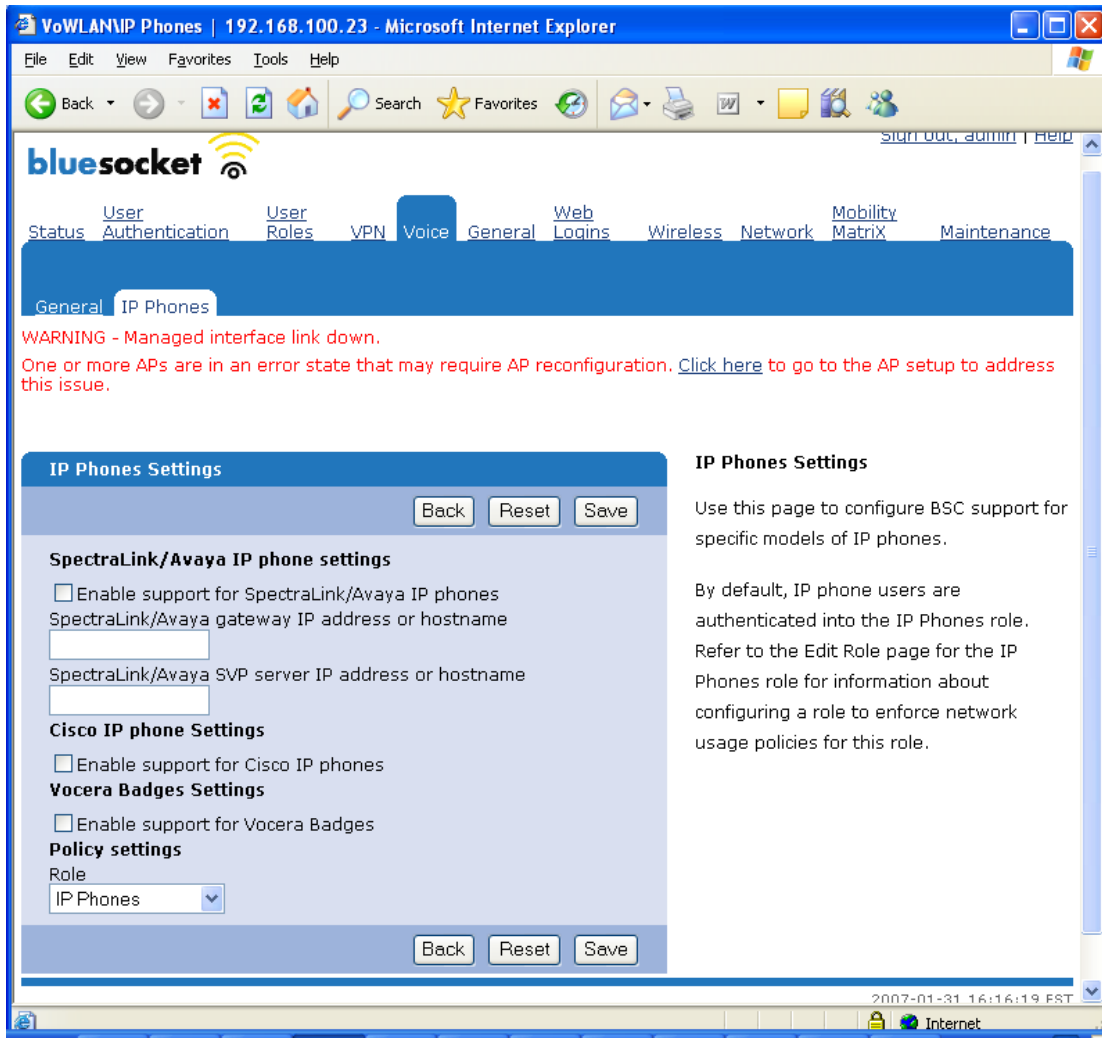 VoWLAN\IP Phones | 192.168.100.23 - Microsoft Internet Explorer
File Edit View Favorites Tools Help
Back Search Favorites
Sign out, admin | Help
bluesocket
Status User Authentication User Roles VPN Voice General Web Logins Wireless Network Mobility MatriX Maintenance
General IP Phones
WARNING - Managed interface link down.
One or more APs are in an error state that may require AP reconfiguration. Click here to go to the AP setup to address
this issue.
IP Phones Settings
Back Reset Save
SpectraLink/Avaya IP phone settings
Enable support for SpectraLink/Avaya IP phones
SpectraLink/Avaya gateway IP address or hostname
SpectraLink/Avaya SVP server IP address or hostname
Cisco IP phone Settings
Enable support for Cisco IP phones
Vocera Badges Settings
Enable support for Vocera Badges
Policy settings
Role
IP Phones
Back Reset Save
IP Phones Settings
Use this page to configure BSC support for
specific models of IP phones.
By default, IP phone users are
authenticated into the IP Phones role.
Refer to the Edit Role page for the IP
Phones role for information about
configuring a role to enforce network
usage policies for this role.
2007-01-31 16:16:19 EST
Internet